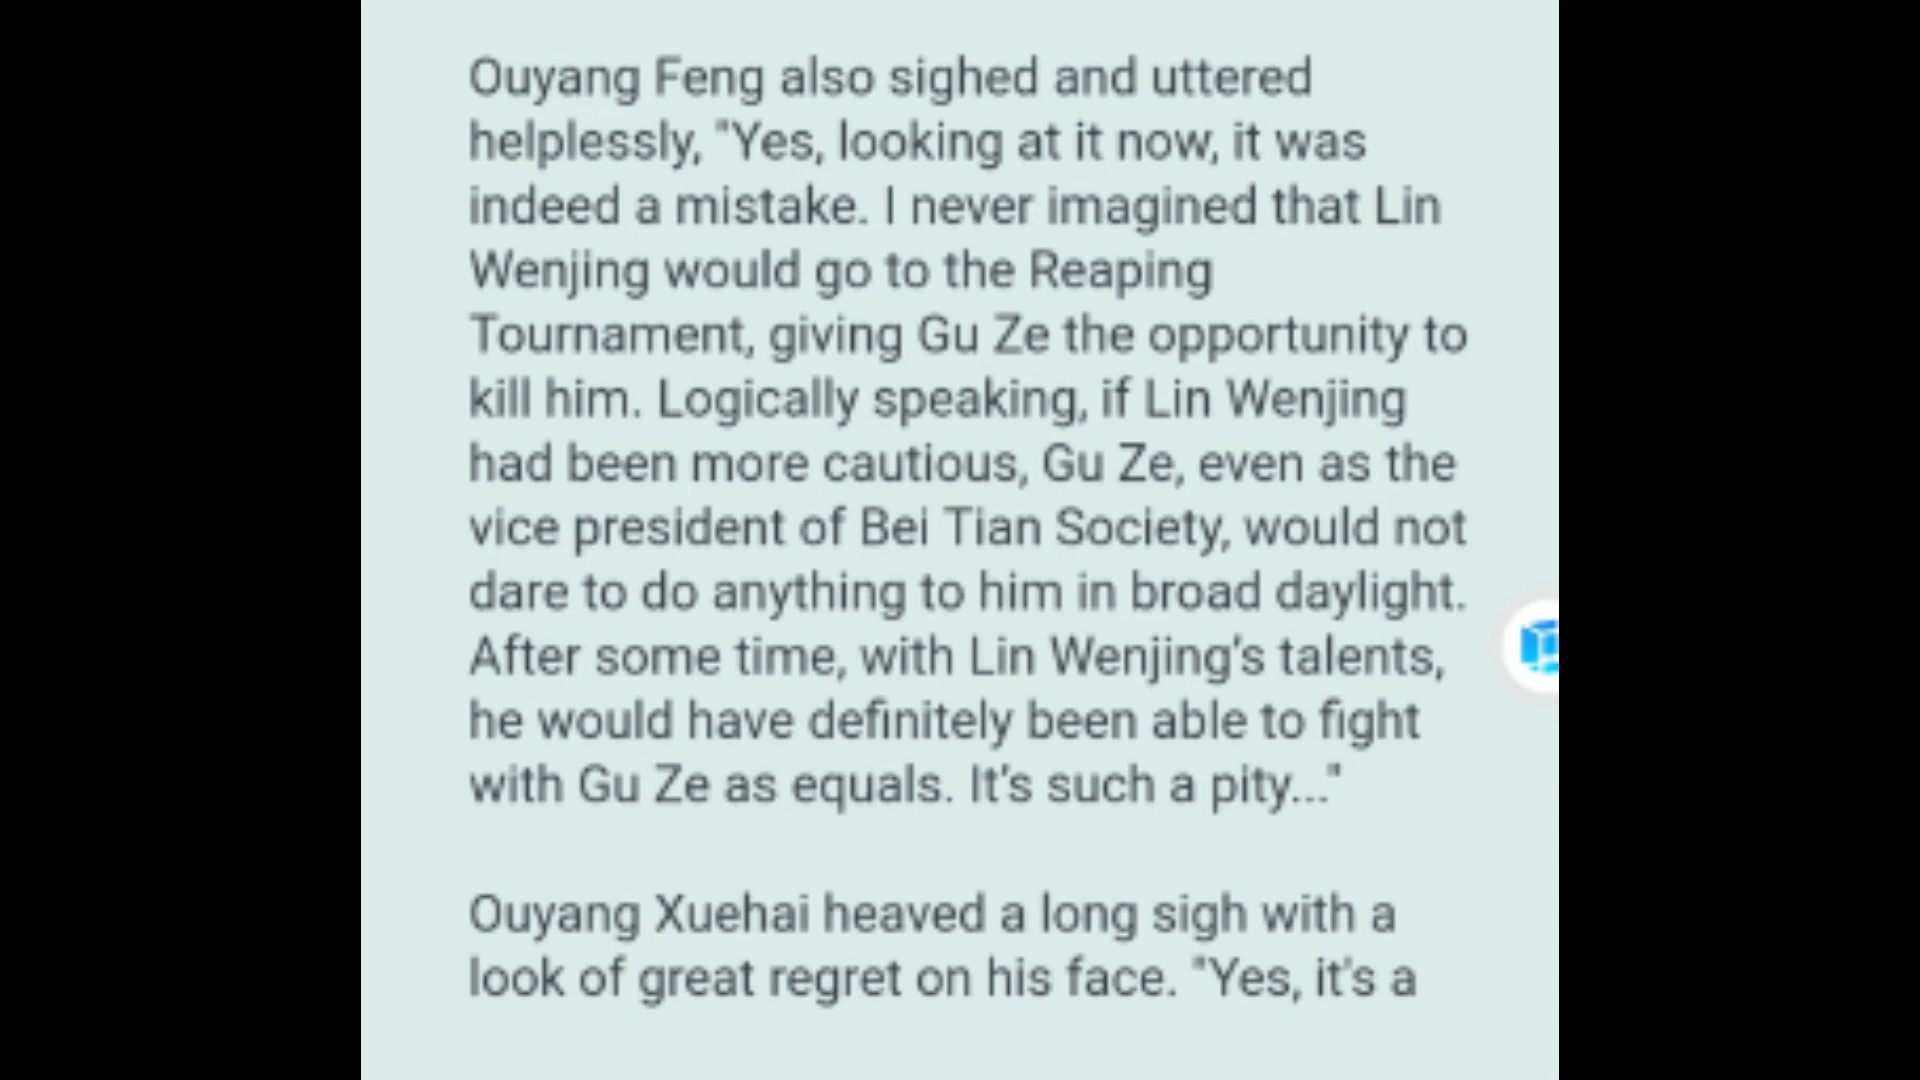 Ouyang Feng also sighed and uttered
helplessly, "Yes, looking at it now, it was
indeed a mistake. I never imagined that Lin
Wenjing would go to the Reaping
Tournament, giving Gu Ze the opportunity to
kill him. Logically speaking, if Lin Wenjing
had been more cautious, Gu Ze, even as the
vice president of Bei Tian Society, would not
dare to do anything to him in broad daylight.
After some time, with Lin Wenjing's talents,
he would have definitely been able to fight
with Gu Ze as equals. It's such a pity..."
Ouyang Xuehai heaved a long sigh with a
look of great regret on his face. "Yes, it's a